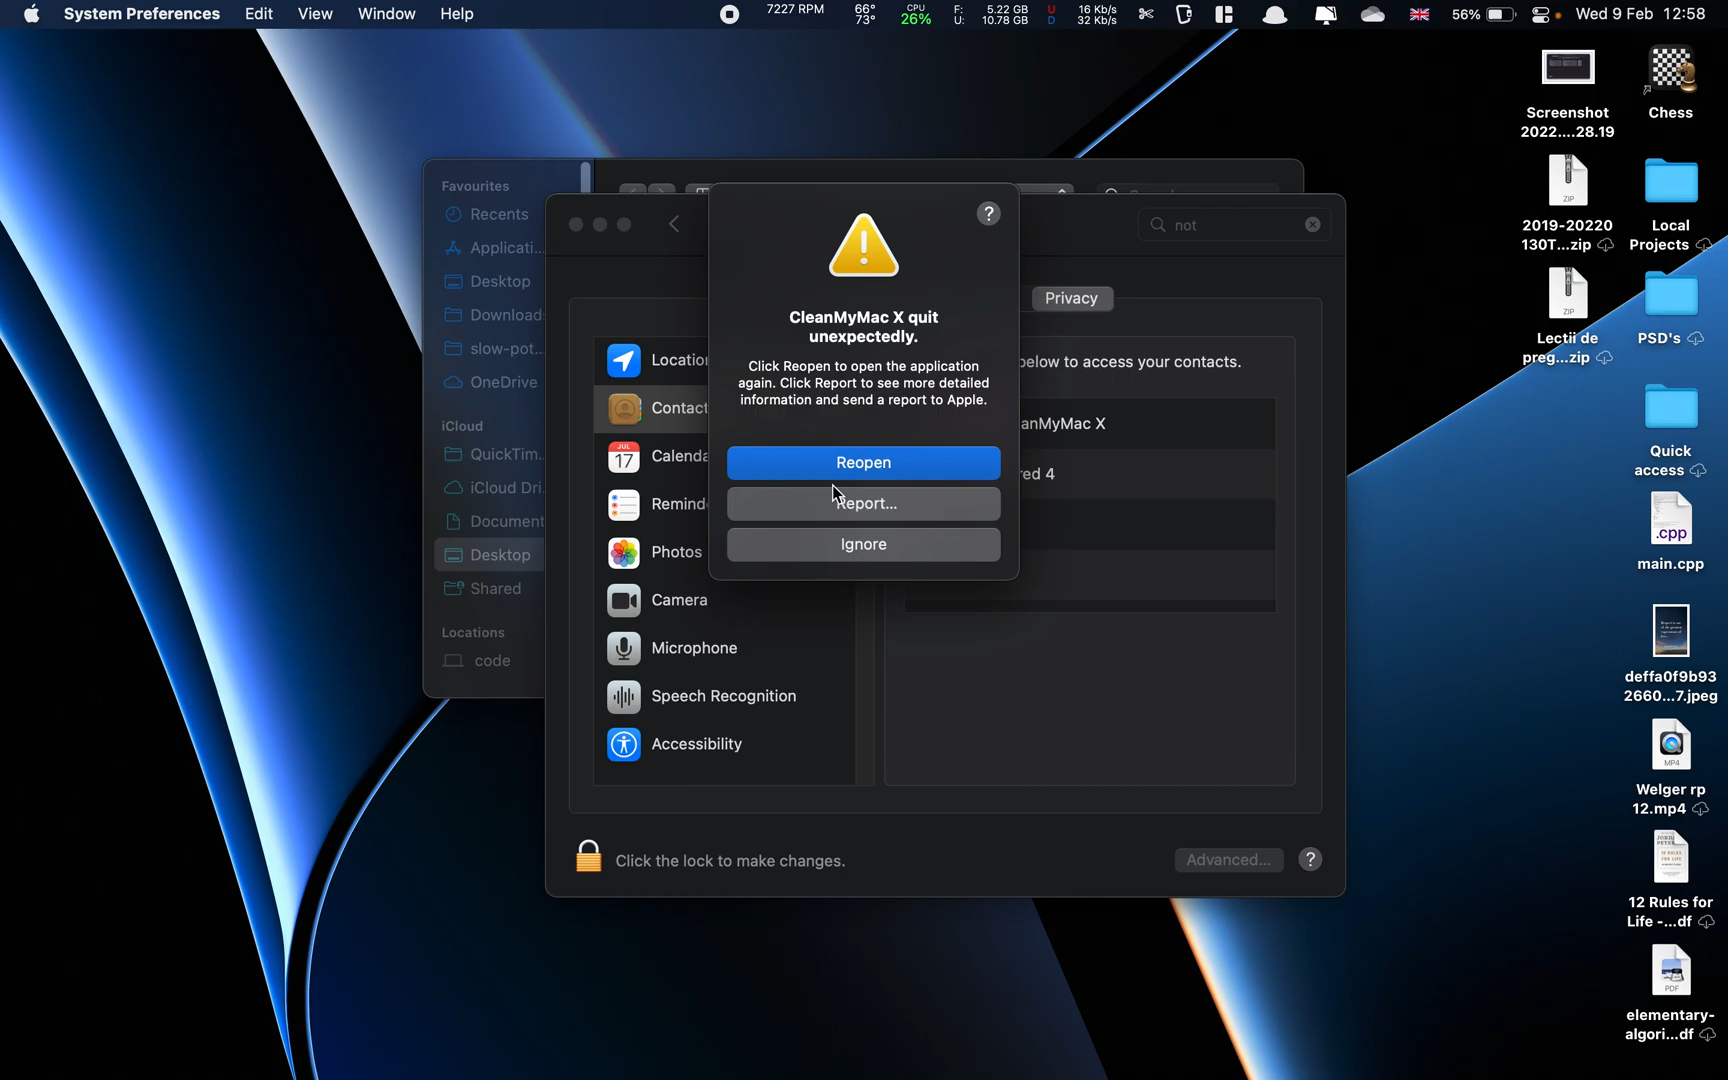 System Preferences Edit View Window Help
7227 RPM 66° 73° CPU 26% F: 5.22 GB U: 10.78 GB U 16 Kb/s D 32 Kb/s 56% Wed 9 Feb 12:58
Favourites
Recents
Applicati...
Desktop
Download
slow-pot...
OneDrive
iCloud
QuickTim...
iCloud Dri...
Document
Desktop
Shared
Locations
code
not
Privacy
Location
Contact
JUL
17
Calenda
Remind
Photos
Camera
Microphone
Speech Recognition
Accessibility
below to access your contacts.
anMyMac X
red 4
Click the lock to make changes.
Advanced...
?
?
CleanMyMac X quit
unexpectedly.
Click Reopen to open the application
again. Click Report to see more detailed
information and send a report to Apple.
Reopen
Report...
Ignore
Screenshot
2022....28.19
Chess
ZIP
2019-20220
130T...zip
Local
Projects
ZIP
Lectii de
preg...zip
PSD's
Quick
access
.cpp
main.cpp
deffa0f9b93
2660...7.jpeg
MP4
Welger rp
12.mp4
12 Rules for
Life -...df
PDF
elementary-
algori...df